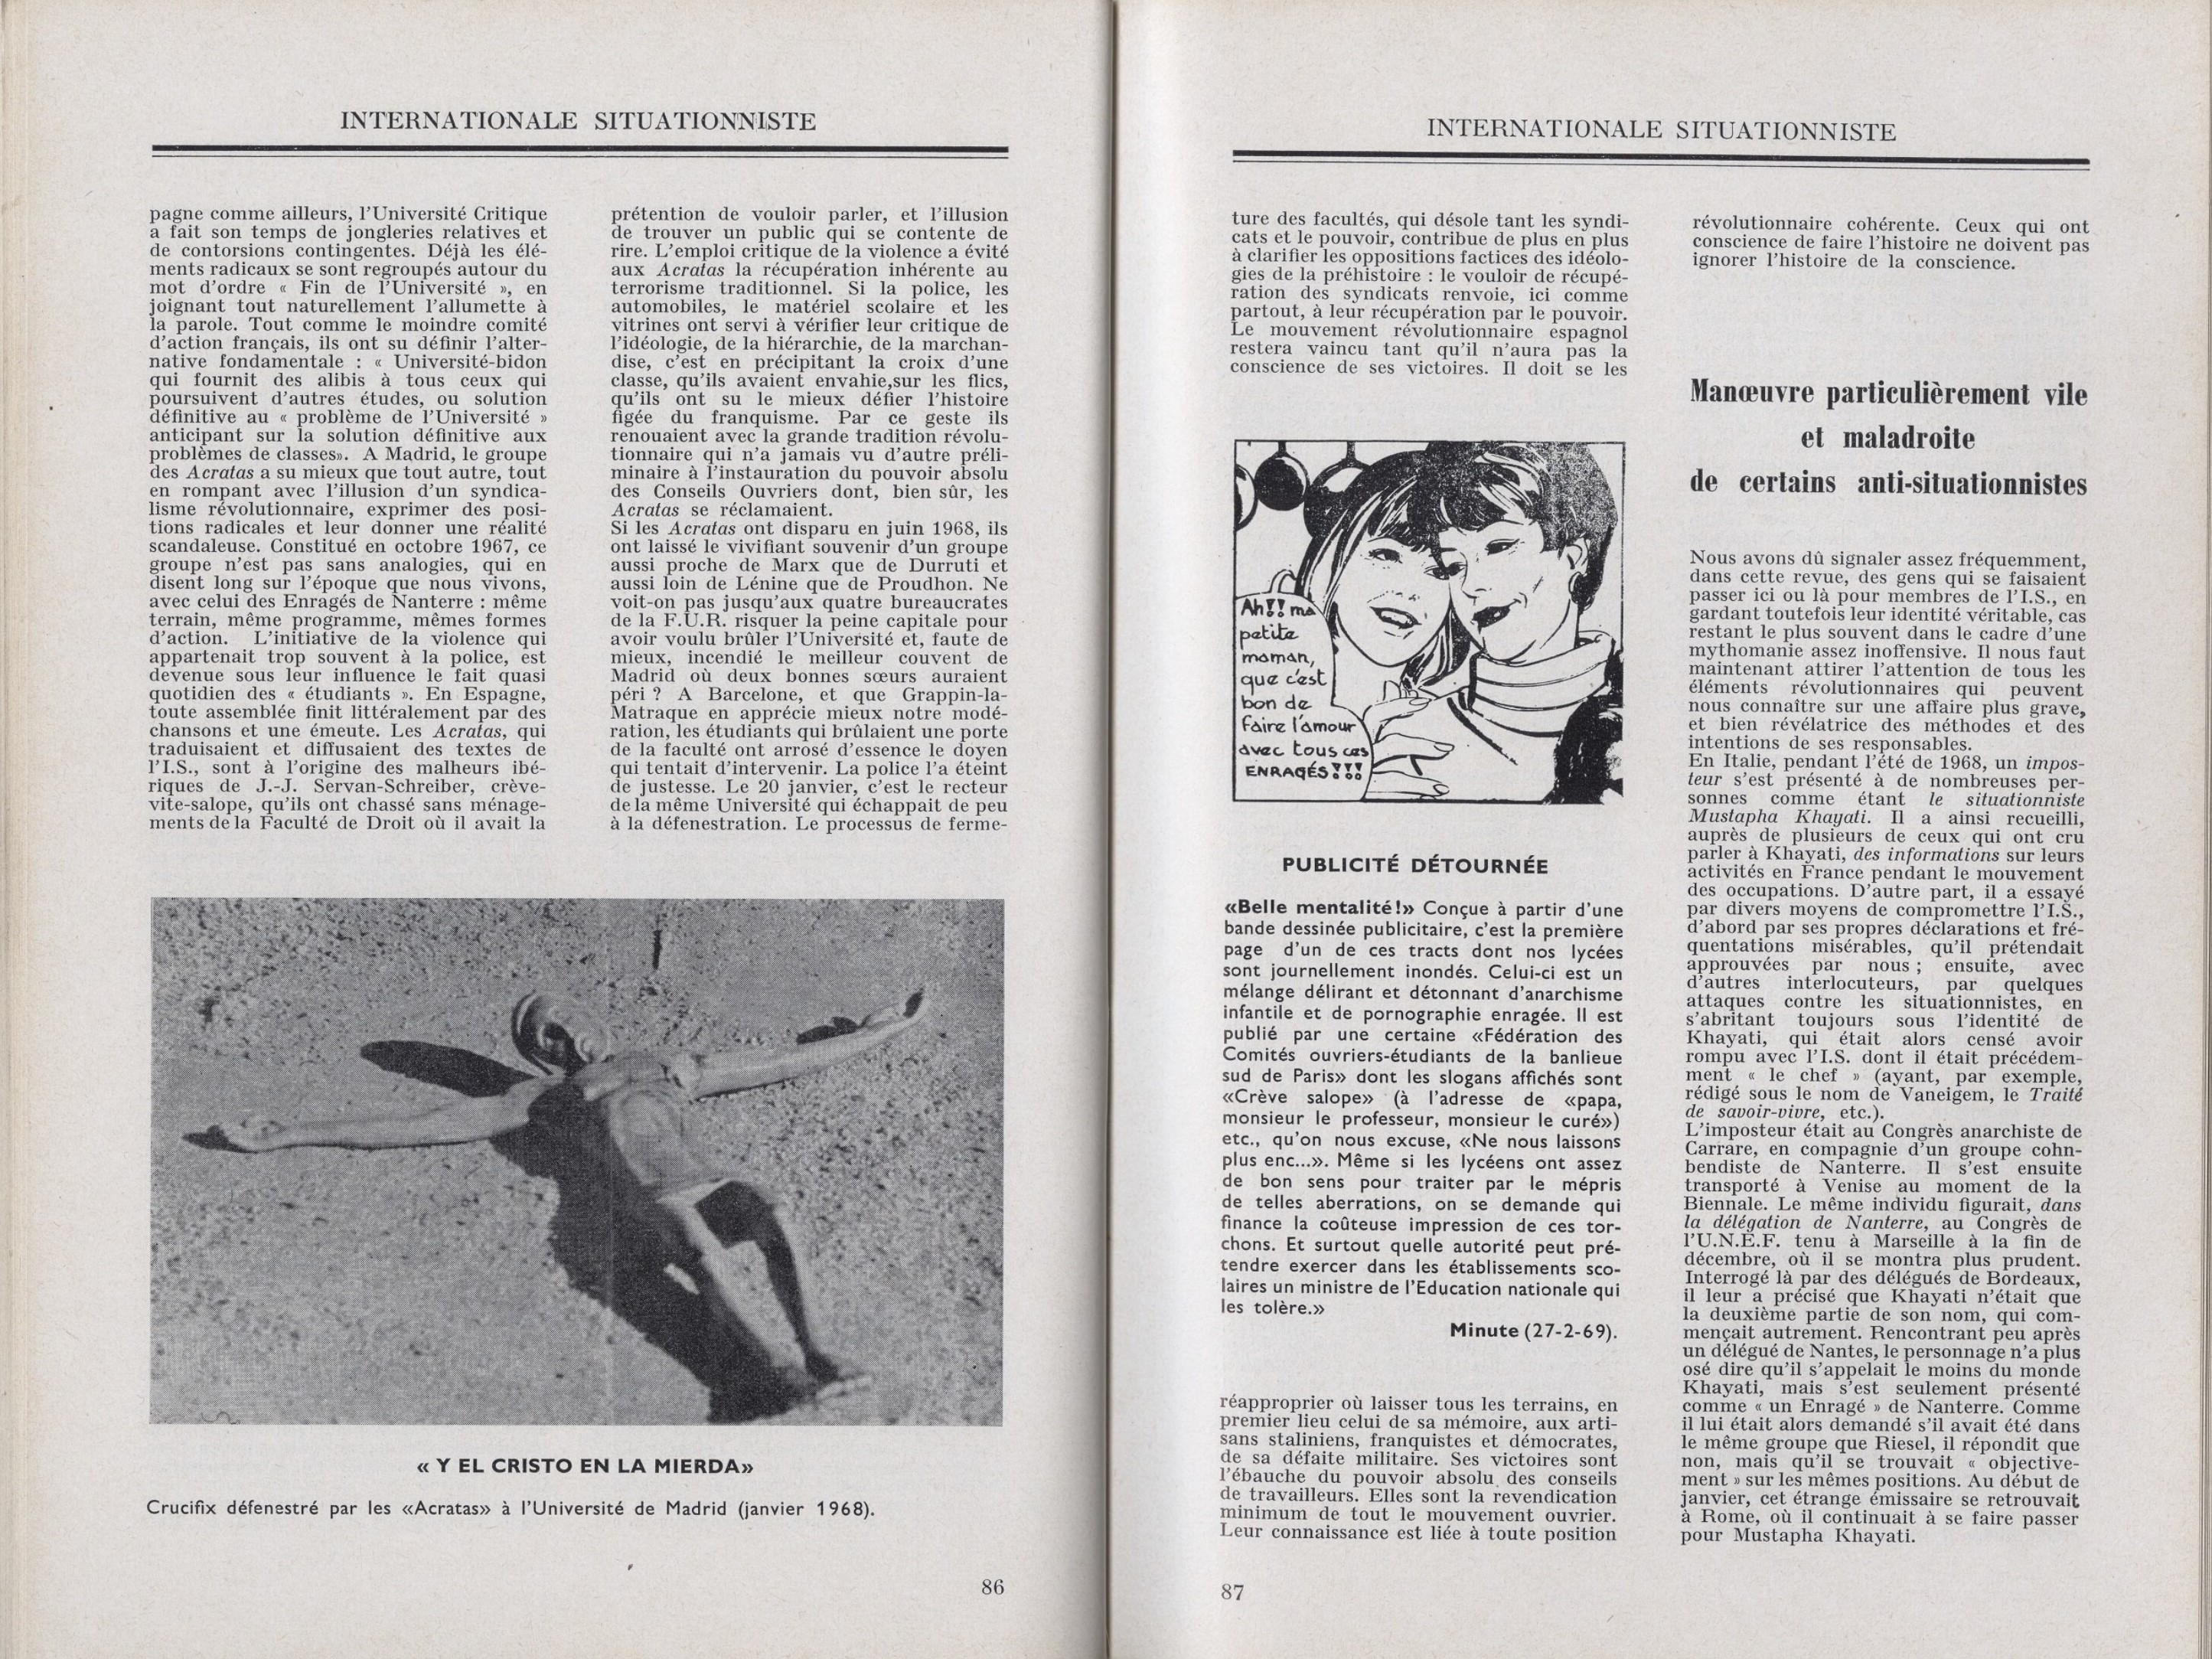 INTERNATIONALE SITUATIONNISTE
pagne comme ailleurs, l'Université Critique
a fait son temps de jongleries relatives et
de contorsions contingentes. Déjà les élé-
ments radicaux se sont regroupés autour du
mot d'ordre « Fin de l'Université », en
joignant tout naturellement l'allumette à
la parole. Tout comme le moindre comité
d'action français, ils ont su définir l'alter-
native fondamentale : « Université-bidon
qui fournit des alibis à tous ceux qui
poursuivent d'autres études, ou solution
définitive au « problème de l'Université »
anticipant sur la solution définitive aux
problèmes de classes». A Madrid, le groupe
des Acratas a su mieux que tout autre, tout
en rompant avec l'illusion d'un syndica-
lisme révolutionnaire, exprimer des posi-
tions radicales et leur donner une réalité
scandaleuse. Constitué en octobre 1967, ce
groupe n'est pas sans analogies, qui en
disent long sur l'époque que nous vivons,
avec celui des Enragés de Nanterre : même
terrain, même programme, mêmes formes
d'action. L'initiative de la violence qui
appartenait trop souvent à la police, est
devenue sous leur influence le fait quasi
quotidien des « étudiants ». En Espagne,
toute assemblée finit littéralement par des
chansons et une émeute. Les Acratas, qui
traduisaient et diffusaient des textes de
l'I.S., sont à l'origine des malheurs ibé-
riques de J.-J. Servan-Schreiber, crève-
vite-salope, qu'ils ont chassé sans ménage-
ments de la Faculté de Droit où il avait la
prétention de vouloir parler, et l'illusion
de trouver un public qui se contente de
rire. L'emploi critique de la violence a évité
aux Acratas la récupération inhérente au
terrorisme traditionnel. Si la police, les
automobiles, le matériel scolaire et les
vitrines ont servi à vérifier leur critique de
l'idéologie, de la hiérarchie, de la marchan-
dise, c'est en précipitant la croix d'une
classe, qu'ils avaient envahie,sur les flics,
qu'ils ont su le mieux défier l'histoire
figée du franquisme. Par ce geste ils
renouaient avec la grande tradition révolu-
tionnaire qui n'a jamais vu d'autre préli-
minaire à l'instauration du pouvoir absolu
des Conseils Ouvriers dont, bien sûr, les
Acratas se réclamaient.
Si les Acratas ont disparu en juin 1968, ils
ont laissé le vivifiant souvenir d'un groupe
aussi proche de Marx que de Durruti et
aussi loin de Lénine que de Proudhon. Ne
voit-on pas jusqu'aux quatre bureaucrates
de la F.U.R. risquer la peine capitale pour
avoir voulu brûler l'Université et, faute de
mieux, incendié le meilleur couvent de
Madrid où deux bonnes sœurs auraient
péri ? A Barcelone, et que Grappin-la-
Matraque en apprécie mieux notre modé-
ration, les étudiants qui brûlaient une porte
de la faculté ont arrosé d'essence le doyen
qui tentait d'intervenir. La police l'a éteint
de justesse. Le 20 janvier, c'est le recteur
de la même Université qui échappait de peu
à la défenestration. Le processus de ferme-
« Y EL CRISTO EN LA MIERDA»
Crucifix défenestré par les «Acratas» à l'Université de Madrid (janvier 1968).
86
INTERNATIONALE SITUATIONNISTE
ture des facultés, qui désole tant les syndi-
cats et le pouvoir, contribue de plus en plus
à clarifier les oppositions factices des idéolo-
gies de la préhistoire : le vouloir de récupé-
ration des syndicats renvoie, ici comme
partout, à leur récupération par le pouvoir.
Le mouvement révolutionnaire espagnol
restera vaincu tant qu'il n'aura pas la
conscience de ses victoires. Il doit se les
Ah!! ma
petite
maman,
que c'est
bon de
faire l'amour
avec tous ces
ENRAGÉS!!!
PUBLICITÉ DÉTOURNÉE
«Belle mentalité!» Conçue à partir d'une
bande dessinée publicitaire, c'est la première
page d'un de ces tracts dont nos lycées
sont journellement inondés. Celui-ci est un
mélange délirant et détonnant d'anarchisme
infantile et de pornographie enragée. Il est
publié par une certaine «Fédération des
Comités ouvriers-étudiants de la banlieue
sud de Paris» dont les slogans affichés sont
«Crève salope» (à l'adresse de «papa,
monsieur le professeur, monsieur le curé»)
etc., qu'on nous excuse, «Ne nous laissons
plus enc...». Même si les lycéens ont assez
de bon sens pour traiter par le mépris
de telles aberrations, on se demande qui
finance la coûteuse impression de ces tor-
chons. Et surtout quelle autorité peut pré-
tendre exercer dans les établissements sco-
laires un ministre de l'Education nationale qui
les tolère.»
Minute (27-2-69).
réapproprier où laisser tous les terrains, en
premier lieu celui de sa mémoire, aux arti-
sans staliniens, franquistes et démocrates,
de sa défaite militaire. Ses victoires sont
l'ébauche du pouvoir absolu des conseils
de travailleurs. Elles sont la revendication
minimum de tout le mouvement ouvrier.
Leur connaissance est liée à toute position
révolutionnaire cohérente. Ceux qui ont
conscience de faire l'histoire ne doivent pas
ignorer l'histoire de la conscience.
Manœuvre particulièrement vile
et maladroite
de certains anti-situationnistes
Nous avons dû signaler assez fréquemment,
dans cette revue, des gens qui se faisaient
passer ici ou là pour membres de l'I.S., en
gardant toutefois leur identité véritable, cas
restant le plus souvent dans le cadre d'une
mythomanie assez inoffensive. Il nous faut
maintenant attirer l'attention de tous les
éléments révolutionnaires qui peuvent
nous connaître sur une affaire plus grave,
et bien révélatrice des méthodes et des
intentions de ses responsables.
En Italie, pendant l'été de 1968, un impos-
teur s'est présenté à de nombreuses per-
sonnes comme étant le situationniste
Mustapha Khayati. Il a ainsi recueilli,
auprès de plusieurs de ceux qui ont cru
parler à Khayati, des informations sur leurs
activités en France pendant le mouvement
des occupations. D'autre part, il a essayé
par divers moyens de compromettre l'I.S.,
d'abord par ses propres déclarations et fré-
quentations misérables, qu'il prétendait
approuvées par nous ; ensuite, avec
d'autres interlocuteurs, par quelques
attaques contre les situationnistes, en
s'abritant toujours sous l'identité de
Khayati, qui était alors censé avoir
rompu avec l'I.S. dont il était précédem-
ment « le chef » (ayant, par exemple,
rédigé sous le nom de Vaneigem, le Traité
de savoir-vivre, etc.).
L'imposteur était au Congrès anarchiste de
Carrare, en compagnie d'un groupe cohn-
bendiste de Nanterre. Il s'est ensuite
transporté à Venise au moment de la
Biennale. Le même individu figurait, dans
la délégation de Nanterre, au Congrès de
l'U.N.E.F. tenu à Marseille à la fin de
décembre, où il se montra plus prudent.
Interrogé là par des délégués de Bordeaux,
il leur a précisé que Khayati n'était que
la deuxième partie de son nom, qui com-
mençait autrement. Rencontrant peu après
un délégué de Nantes, le personnage n'a plus
osé dire qu'il s'appelait le moins du monde
Khayati, mais s'est seulement présenté
comme « un Enragé » de Nanterre. Comme
il lui était alors demandé s'il avait été dans
le même groupe que Riesel, il répondit que
non, mais qu'il se trouvait « objective-
ment » sur les mêmes positions. Au début de
janvier, cet étrange émissaire se retrouvait
à Rome, où il continuait à se faire passer
pour Mustapha Khayati.
87